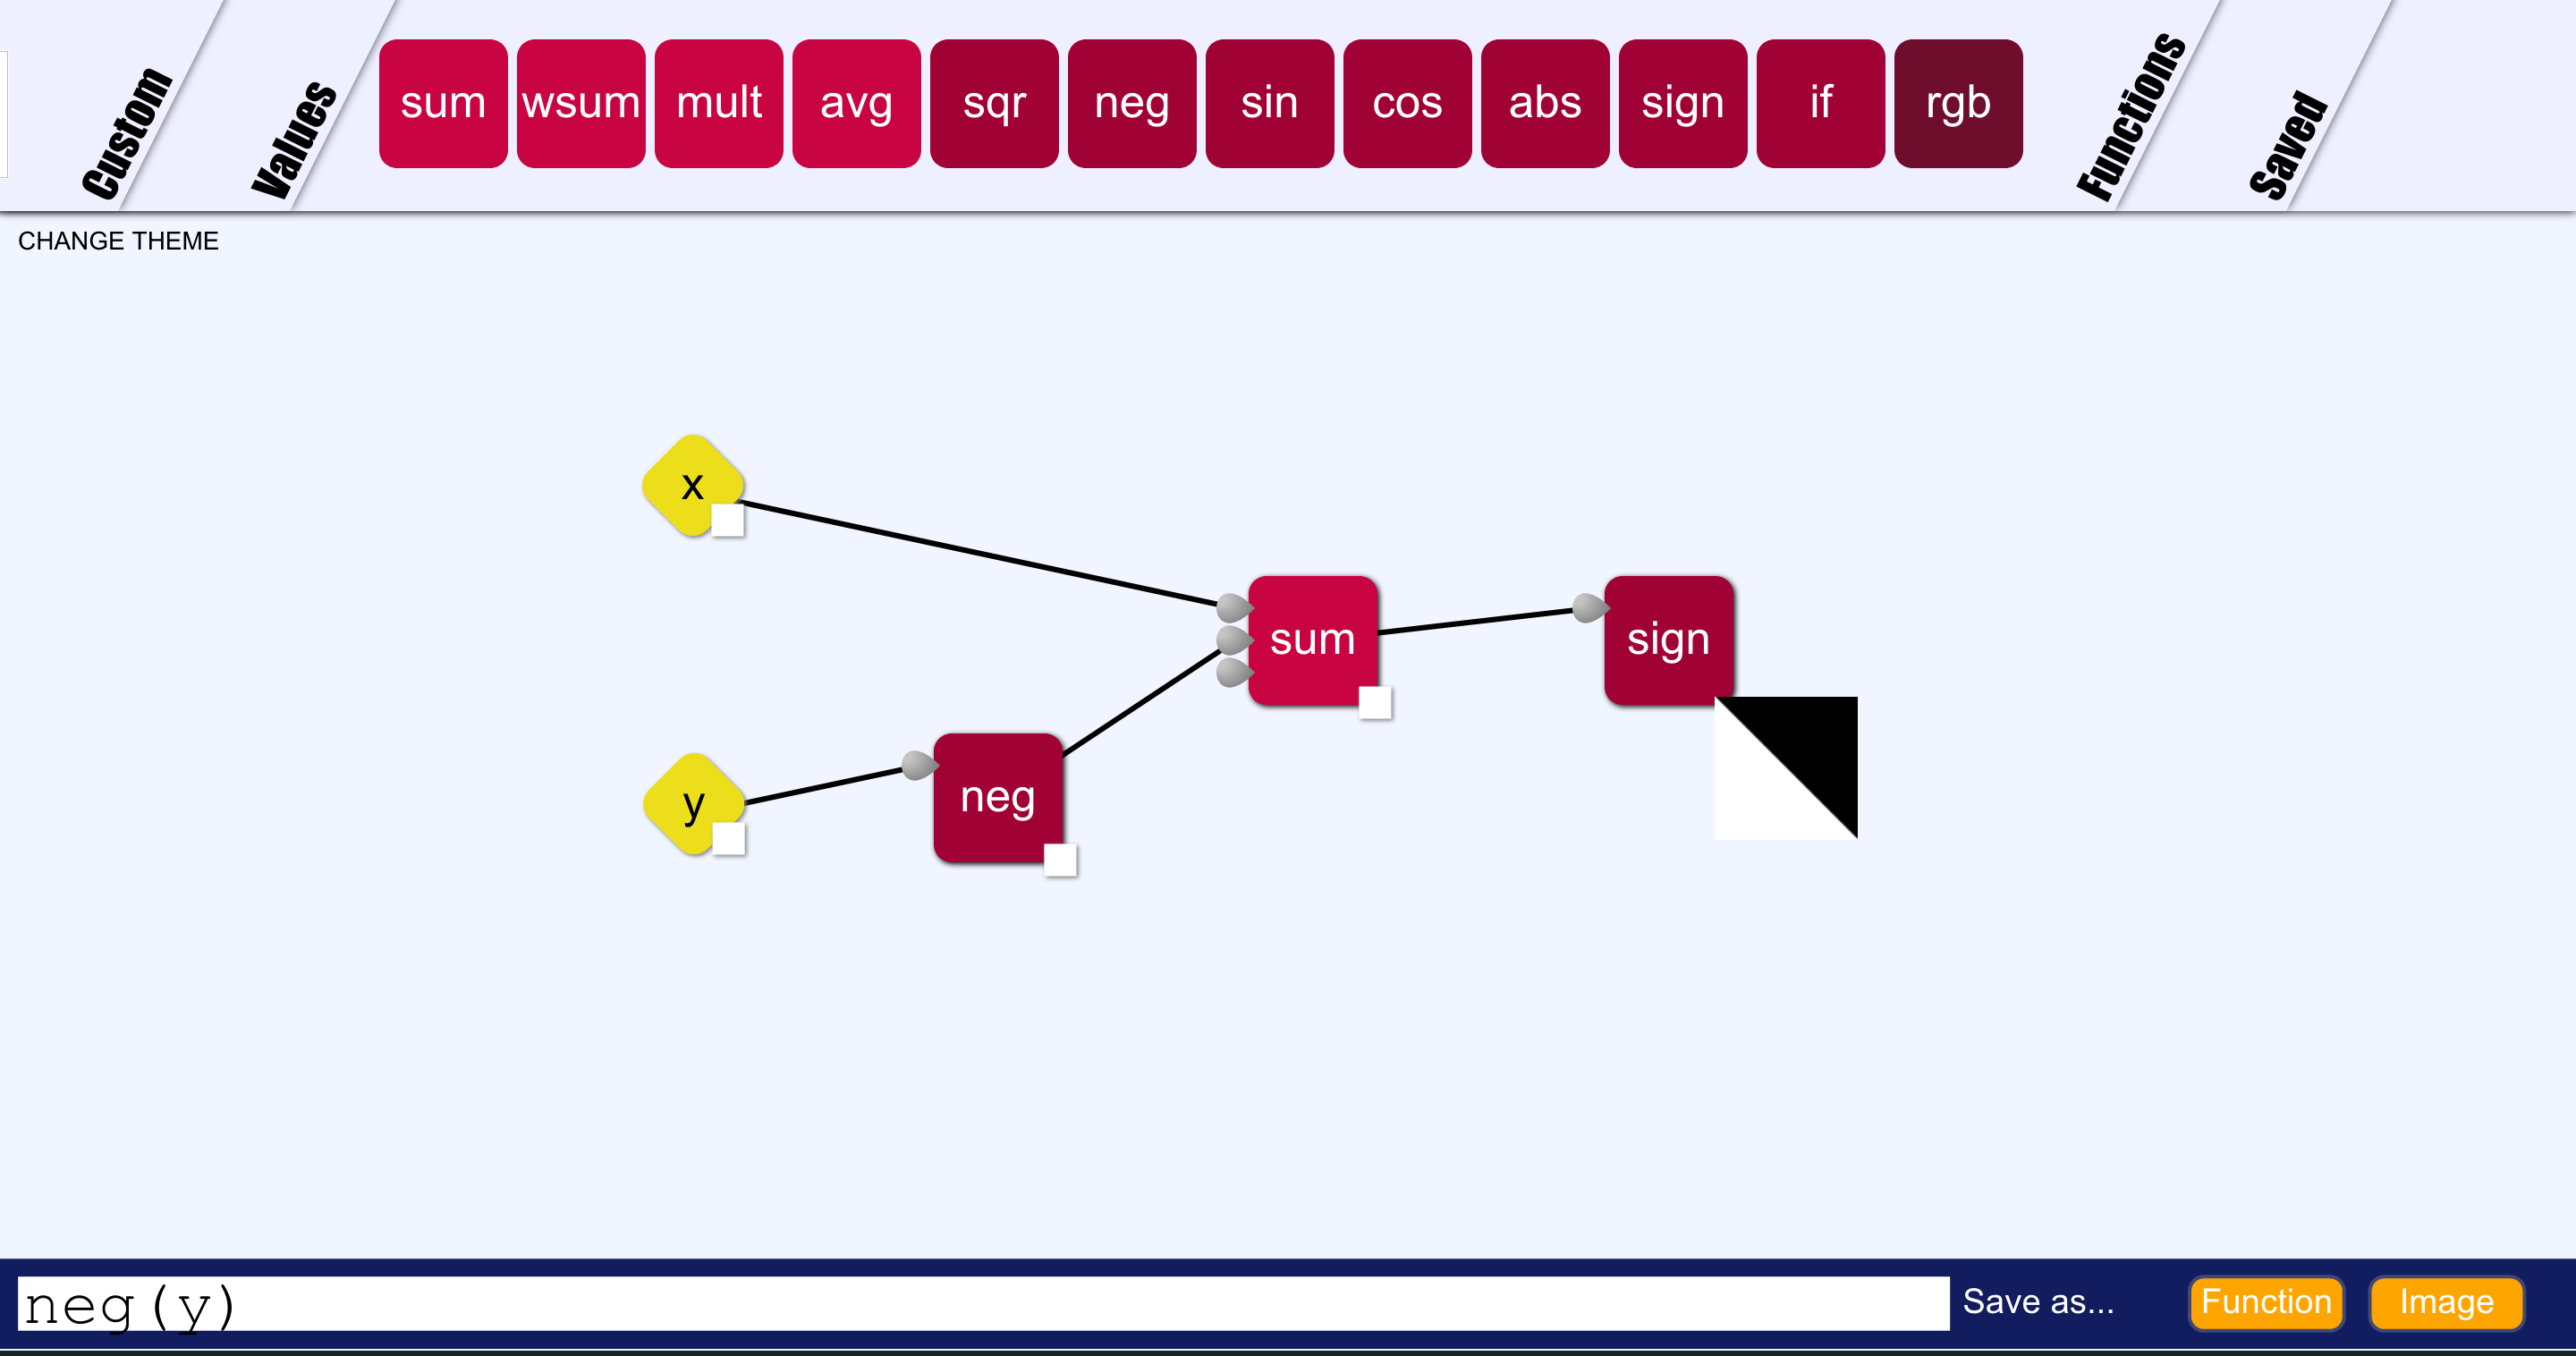 Custom
Values
sum wsum mult avg sqr neg sin cos abs sign if rgb
Functions
Saved
CHANGE THEME
x
sum
sign
y
neg
neg(y)
Save as...
Function
Image